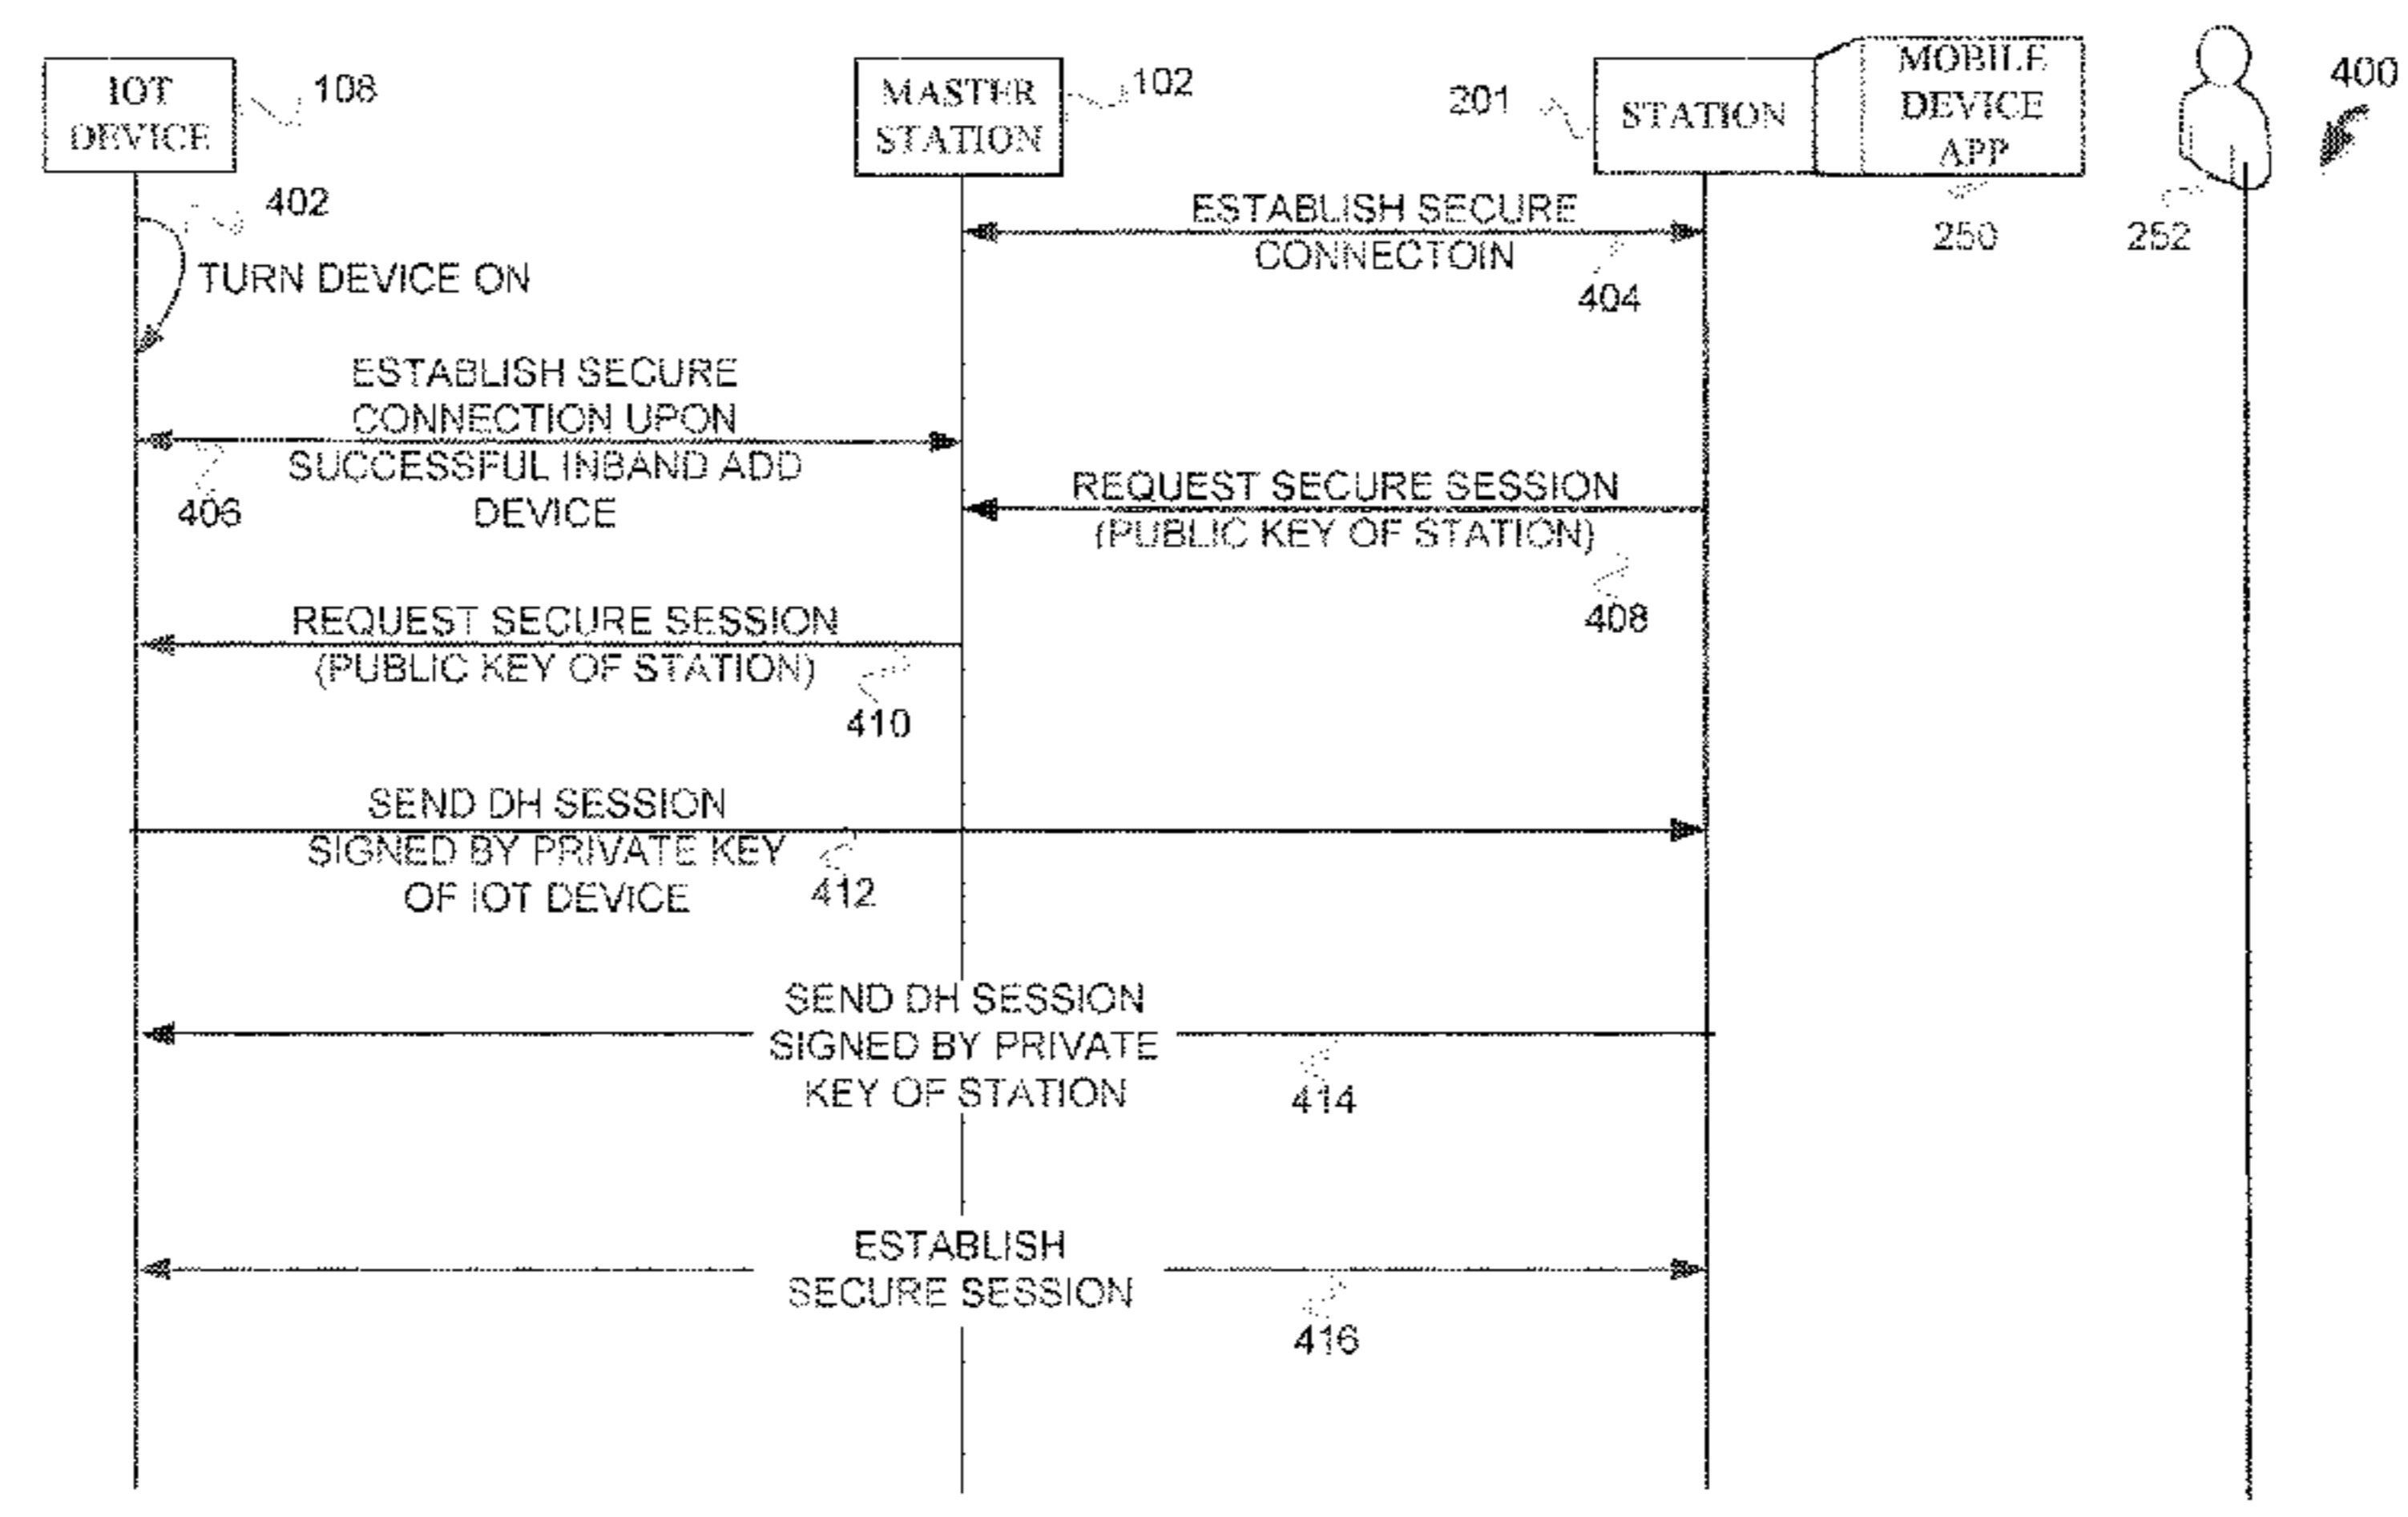 IOT
DEVICE
108
MASTER
STATION
102
201
STATION
MOBILE
DEVICE
APP
250
252
400
402
TURN DEVICE ON
ESTABLISH SECURE
CONNECTOIN
404
ESTABLISH SECURE
CONNECTION UPON
SUCCESSFUL INBAND ADD
DEVICE
406
REQUEST SECURE SESSION
(PUBLIC KEY OF STATION)
408
REQUEST SECURE SESSION
(PUBLIC KEY OF STATION)
410
SEND DH SESSION
SIGNED BY PRIVATE KEY
OF IOT DEVICE
412
SEND DH SESSION
SIGNED BY PRIVATE
KEY OF STATION
414
ESTABLISH
SECURE SESSION
416